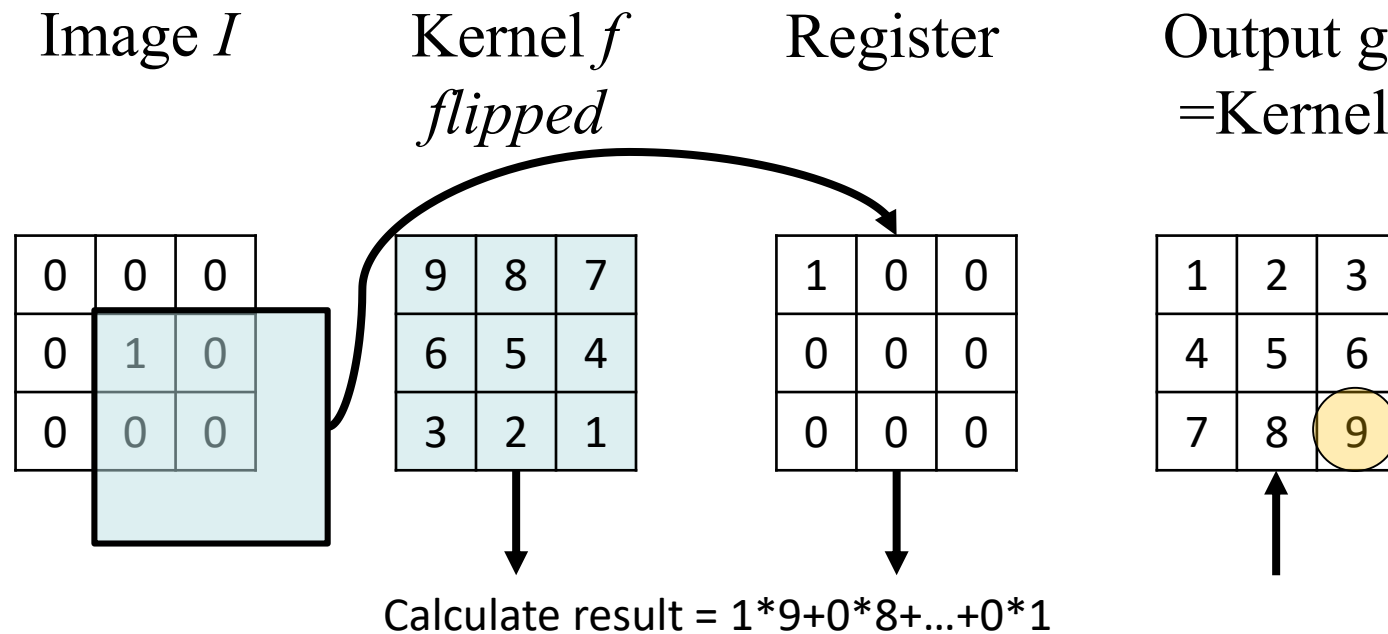 Image I
Kernel f
flipped
Register
Output g
=Kernel
0 0 0
0 1 0
0 0 0
9 8 7
6 5 4
3 2 1
1 0 0
0 0 0
0 0 0
1 2 3
4 5 6
7 8 9
Calculate result = 1*9+0*8+…+0*1